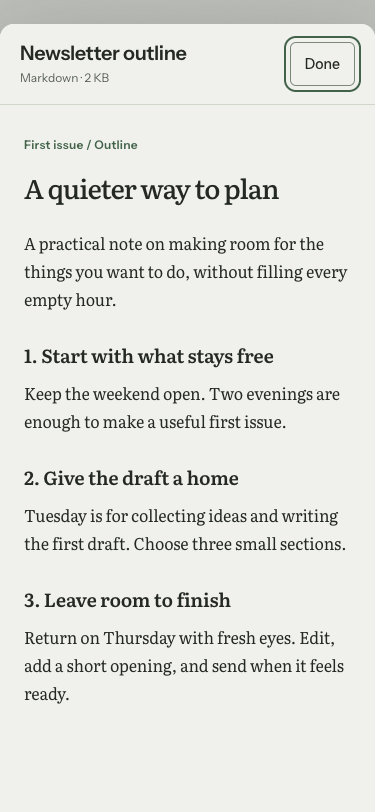 Newsletter outline
Markdown · 2 KB
Done
First issue / Outline
A quieter way to plan
A practical note on making room for the
things you want to do, without filling every
empty hour.
1. Start with what stays free
Keep the weekend open. Two evenings are
enough to make a useful first issue.
2. Give the draft a home
Tuesday is for collecting ideas and writing
the first draft. Choose three small sections.
3. Leave room to finish
Return on Thursday with fresh eyes. Edit,
add a short opening, and send when it feels
ready.